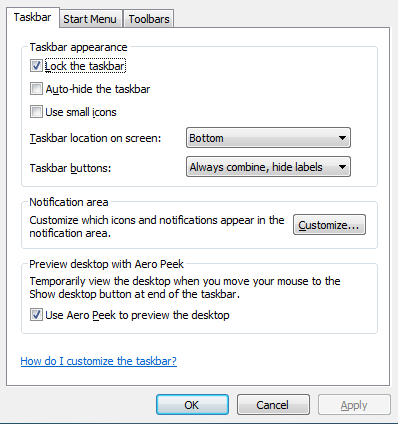 Taskbar Start Menu Toolbars
Taskbar appearance
Lock the taskbar
Auto-hide the taskbar
Use small icons
Taskbar location on screen: Bottom
Taskbar buttons: Always combine, hide labels
Notification area
Customize which icons and notifications appear in the
notification area.
Customize...
Preview desktop with Aero Peek
Temporarily view the desktop when you move your mouse to the
Show desktop button at end of the taskbar.
Use Aero Peek to preview the desktop
How do I customize the taskbar?
OK Cancel Apply